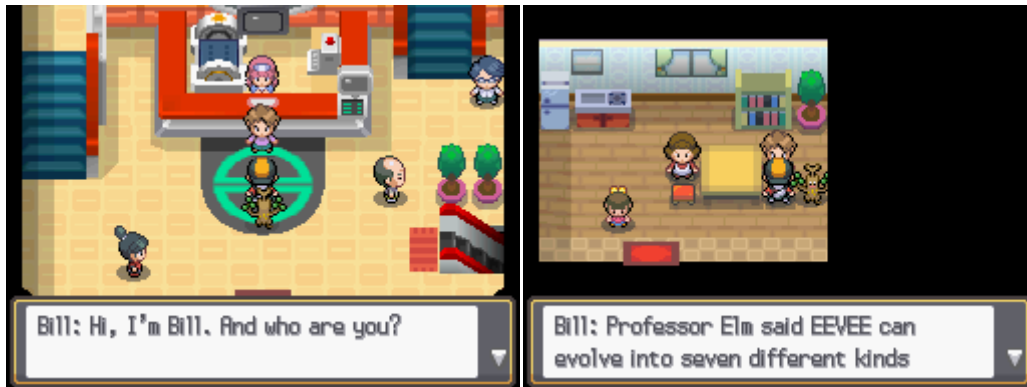 Bill: Hi, I'm Bill. And who are you?
Bill: Professor Elm said EEVEE can
evolve into seven different kinds